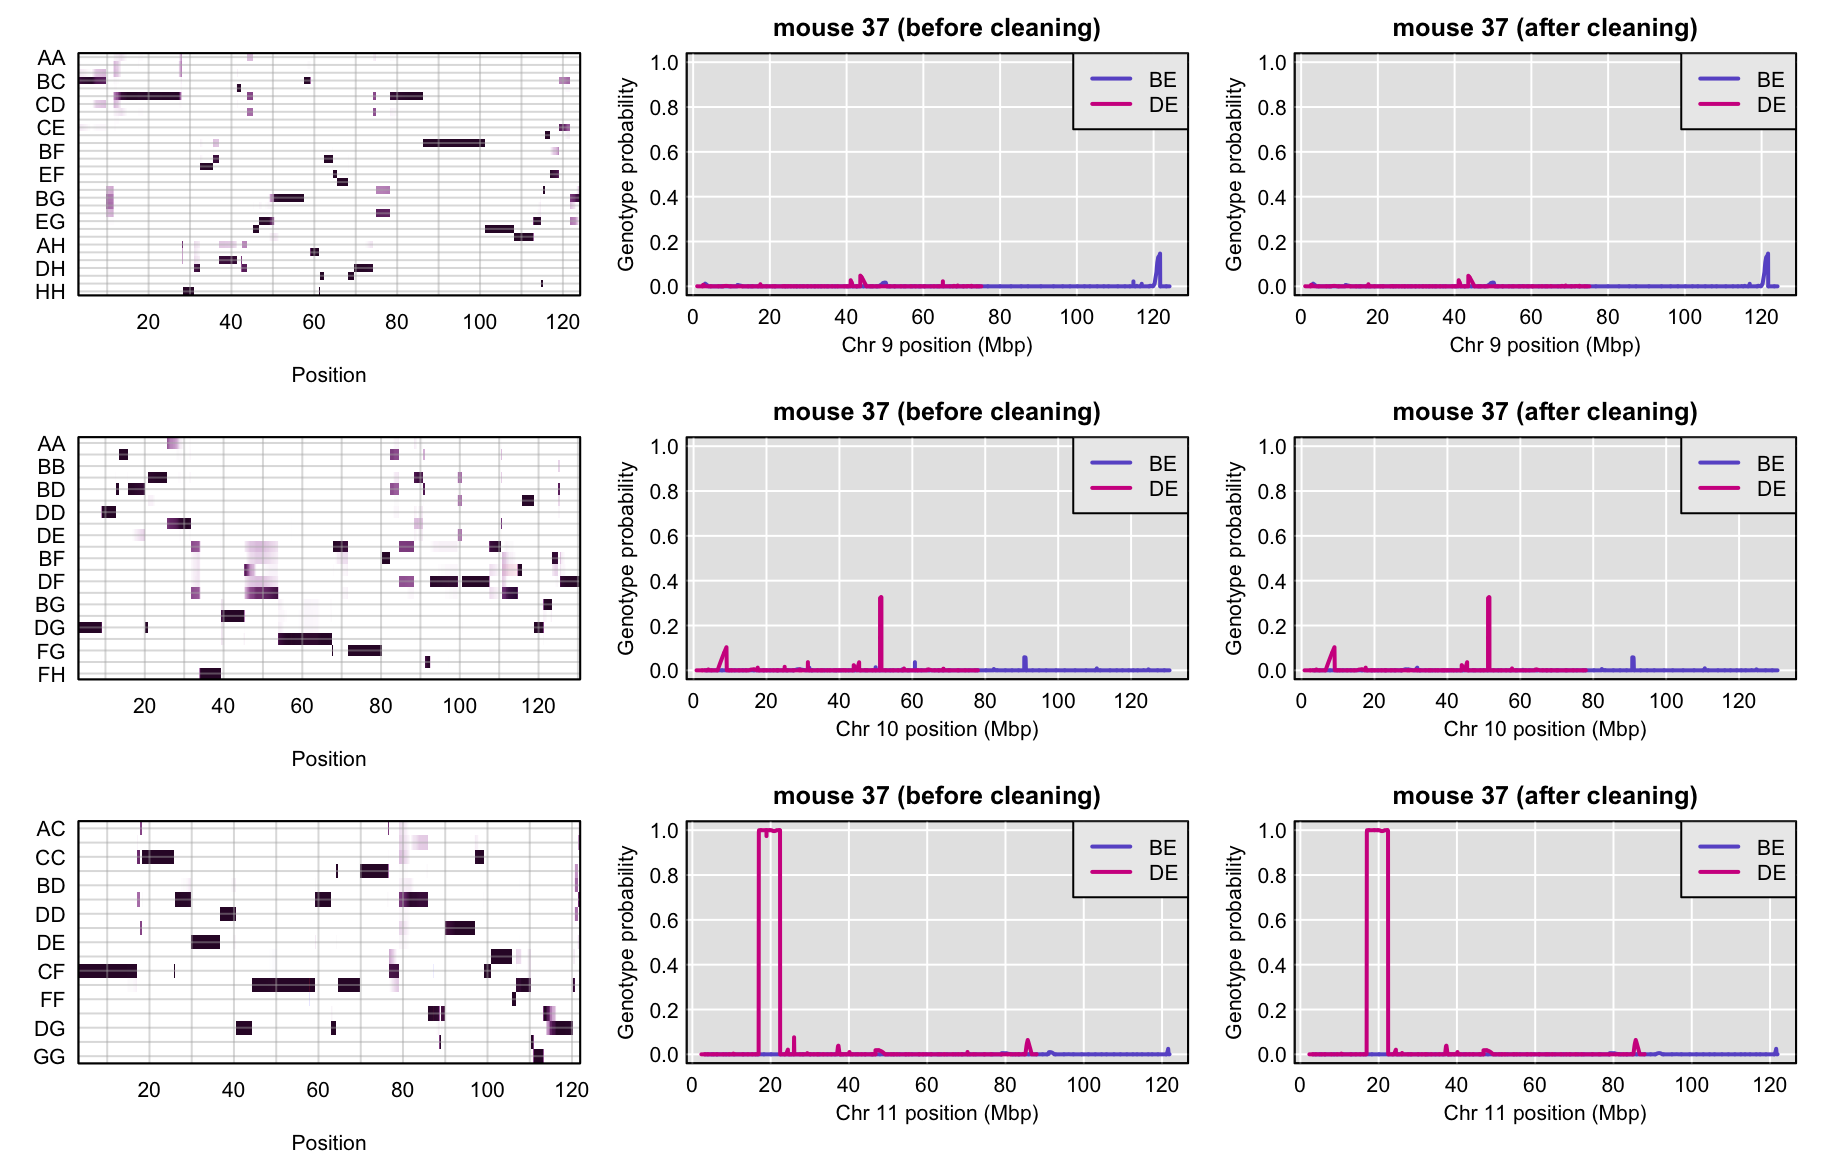 mouse 37 (before cleaning)
mouse 37 (after cleaning)
AA
BC
CD
CE
BF
EF
BG
EG
AH
DH
HH
20 40 60 80 100 120
Position
Genotype probability
1.0
0.8
0.6
0.4
0.2
0.0
BE
DE
0 20 40 60 80 100 120
Chr 9 position (Mbp)
Genotype probability
1.0
0.8
0.6
0.4
0.2
0.0
BE
DE
0 20 40 60 80 100 120
Chr 9 position (Mbp)
mouse 37 (before cleaning)
mouse 37 (after cleaning)
AA
BB
BD
DD
DE
BF
DF
BG
DG
FG
FH
20 40 60 80 100 120
Position
Genotype probability
1.0
0.8
0.6
0.4
0.2
0.0
BE
DE
0 20 40 60 80 100 120
Chr 10 position (Mbp)
Genotype probability
1.0
0.8
0.6
0.4
0.2
0.0
BE
DE
0 20 40 60 80 100 120
Chr 10 position (Mbp)
mouse 37 (before cleaning)
mouse 37 (after cleaning)
AC
CC
BD
DD
DE
CF
FF
DG
GG
20 40 60 80 100 120
Position
Genotype probability
1.0
0.8
0.6
0.4
0.2
0.0
BE
DE
0 20 40 60 80 100 120
Chr 11 position (Mbp)
Genotype probability
1.0
0.8
0.6
0.4
0.2
0.0
BE
DE
0 20 40 60 80 100 120
Chr 11 position (Mbp)